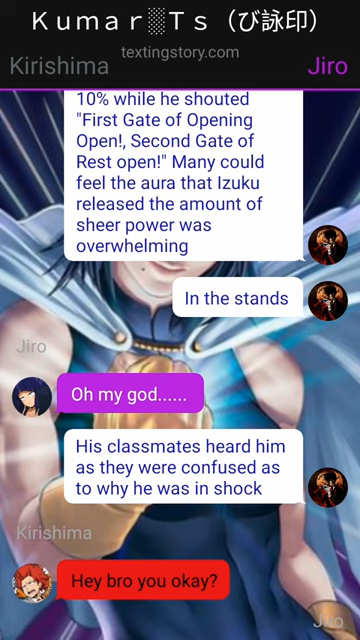 Ｋｕｍａｒ░Ｔｓ（び詠印）
textingstory.com
Kirishima
Jiro
10% while he shouted
"First Gate of Opening
Open!, Second Gate of
Rest open!" Many could
feel the aura that Izuku
released the amount of
sheer power was
overwhelming
In the stands
Jiro
Oh my god......
His classmates heard him
as they were confused as
to why he was in shock
Kirishima
Hey bro you okay?
Jiro